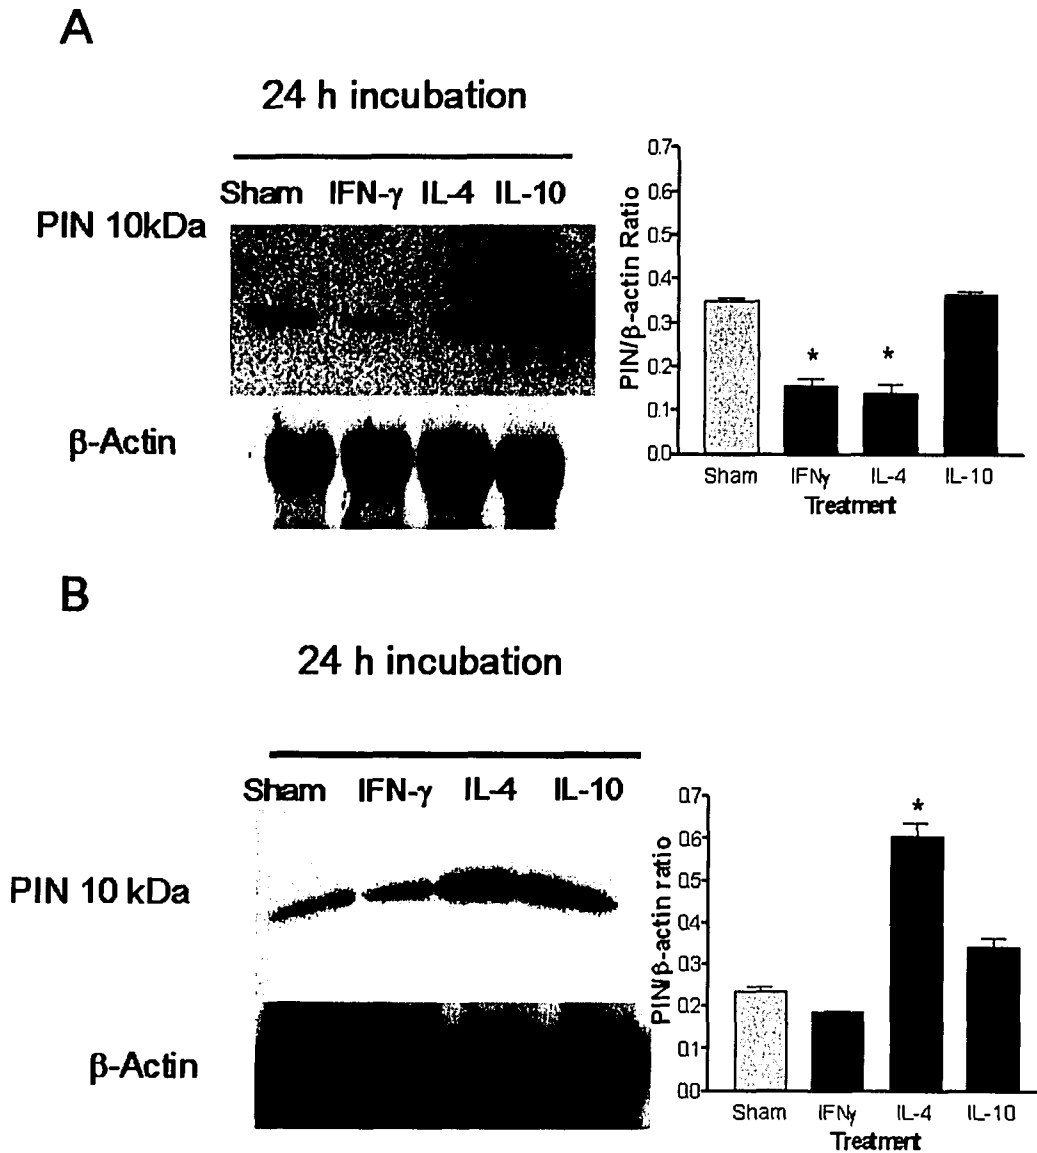 A
24 h incubation
Sham IFN-γ IL-4 IL-10
PIN 10kDa
β-Actin
PIN/β-actin Ratio
0.7
0.6
0.5
0.4
0.3
0.2
0.1
0.0
* *
Sham IFNγ IL-4 IL-10
Treatment
B
24 h incubation
Sham IFN-γ IL-4 IL-10
PIN 10 kDa
β-Actin
PIN/β-actin ratio
0.7
0.6
0.5
0.4
0.3
0.2
0.1
0.0
*
Sham IFNγ IL-4 IL-10
Treatment